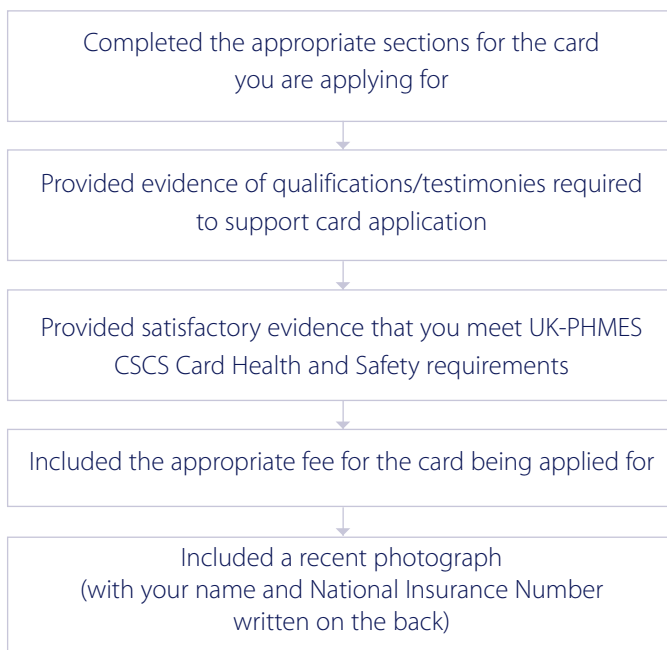 Completed the appropriate sections for the card
you are applying for
Provided evidence of qualifications/testimonies required
to support card application
Provided satisfactory evidence that you meet UK-PHMES
CSCS Card Health and Safety requirements
Included the appropriate fee for the card being applied for
Included a recent photograph
(with your name and National Insurance Number
written on the back)